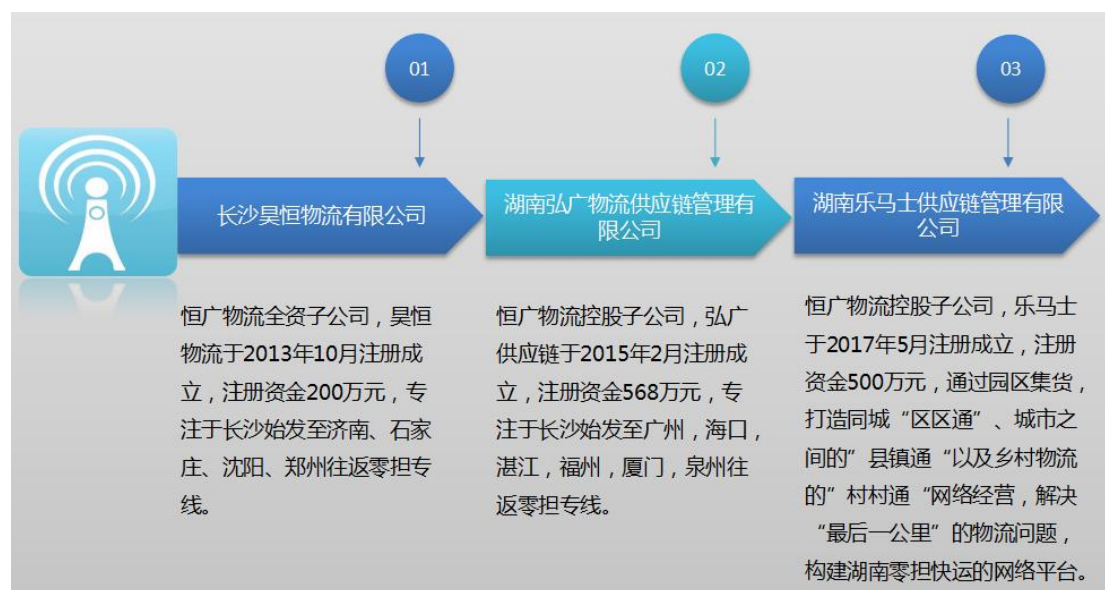 01
长沙昊恒物流有限公司
恒广物流全资子公司，昊恒
物流于2013年10月注册成
立，注册资金200万元，专
注于长沙始发至济南、石家
庄、沈阳、郑州往返零担专
线。
02
湖南弘广物流供应链管理有
限公司
恒广物流控股子公司，弘广
供应链于2015年2月注册成
立，注册资金568万元，专
注于长沙始发至广州，海口，
湛江，福州，厦门，泉州往
返零担专线。
03
湖南乐马士供应链管理有限
公司
恒广物流控股子公司，乐马士
于2017年5月注册成立，注册
资金500万元，通过园区集货，
打造同城“区区通”、城市之
间的”县镇通“以及乡村物流
的”村村通“网络经营，解决
“最后一公里”的物流问题，
构建湖南零担快运的网络平台。